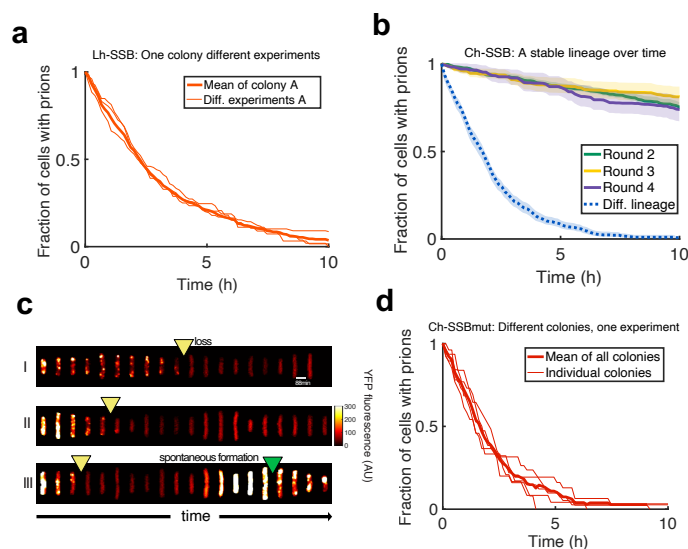 a
Lh-SSB: One colony different experiments
Fraction of cells with prions
1
0.5
0
Mean of colony A
Diff. experiments A
0
5
10
Time (h)
b
Ch-SSB: A stable lineage over time
Fraction of cells with prions
1
0.5
0
Round 2
Round 3
Round 4
Diff. lineage
0
5
10
Time (h)
c
loss
I
88min
II
spontaneous formation
III
time
300
200
100
0
YFP fluorescence (AU)
d
Ch-SSBmut: Different colonies, one experiment
Fraction of cells with prions
1
0.5
0
Mean of all colonies
Individual colonies
0
5
10
Time (h)